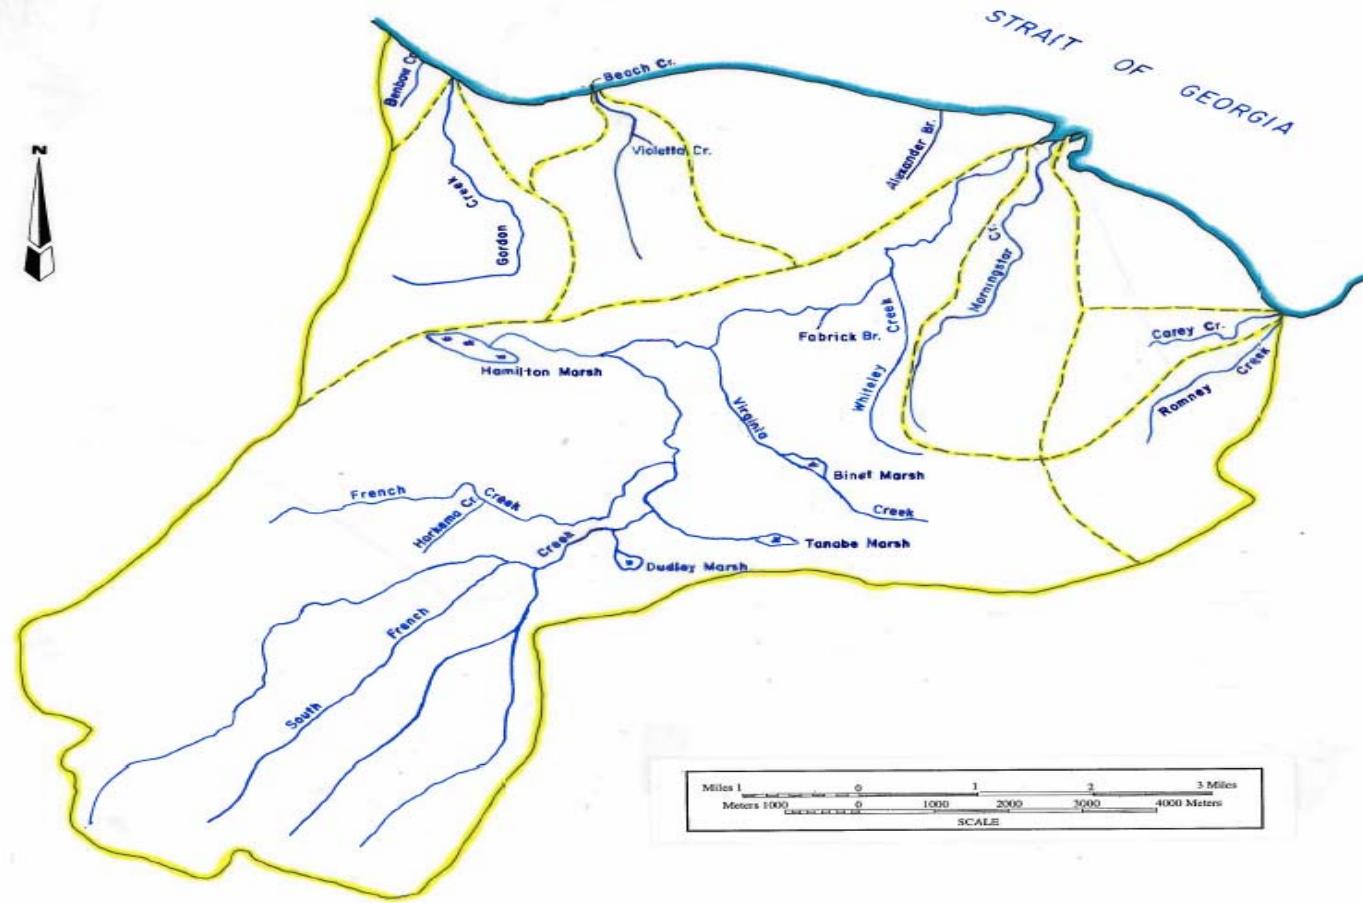 STRAIT OF GEORGIA
Benbow Cr.
Beach Cr.
N
Violetta Cr.
Alexander Br.
Creek
Gordon
Morningstar Cr.
Fabrick Br.
Whiteley Creek
Carey Cr.
Romney Creek
Hamilton Marsh
Virginia
Binet Marsh
Creek
French Creek
Harkema Cr.
Creek
Tanabe Marsh
Dudley Marsh
French
South
Miles 1 0 1 2 3 Miles
Meters 1000 0 1000 2000 3000 4000 Meters
SCALE